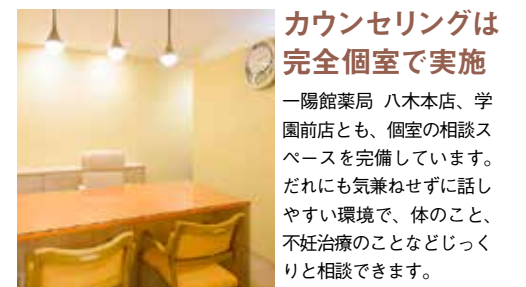 カウンセリングは
完全個室で実施
一陽館薬局 八木本店、学
園前店とも、個室の相談ス
ペースを完備しています。
だれにも気兼ねせずに話し
やすい環境で、体のこと、
不妊治療のことなどじっく
りと相談できます。